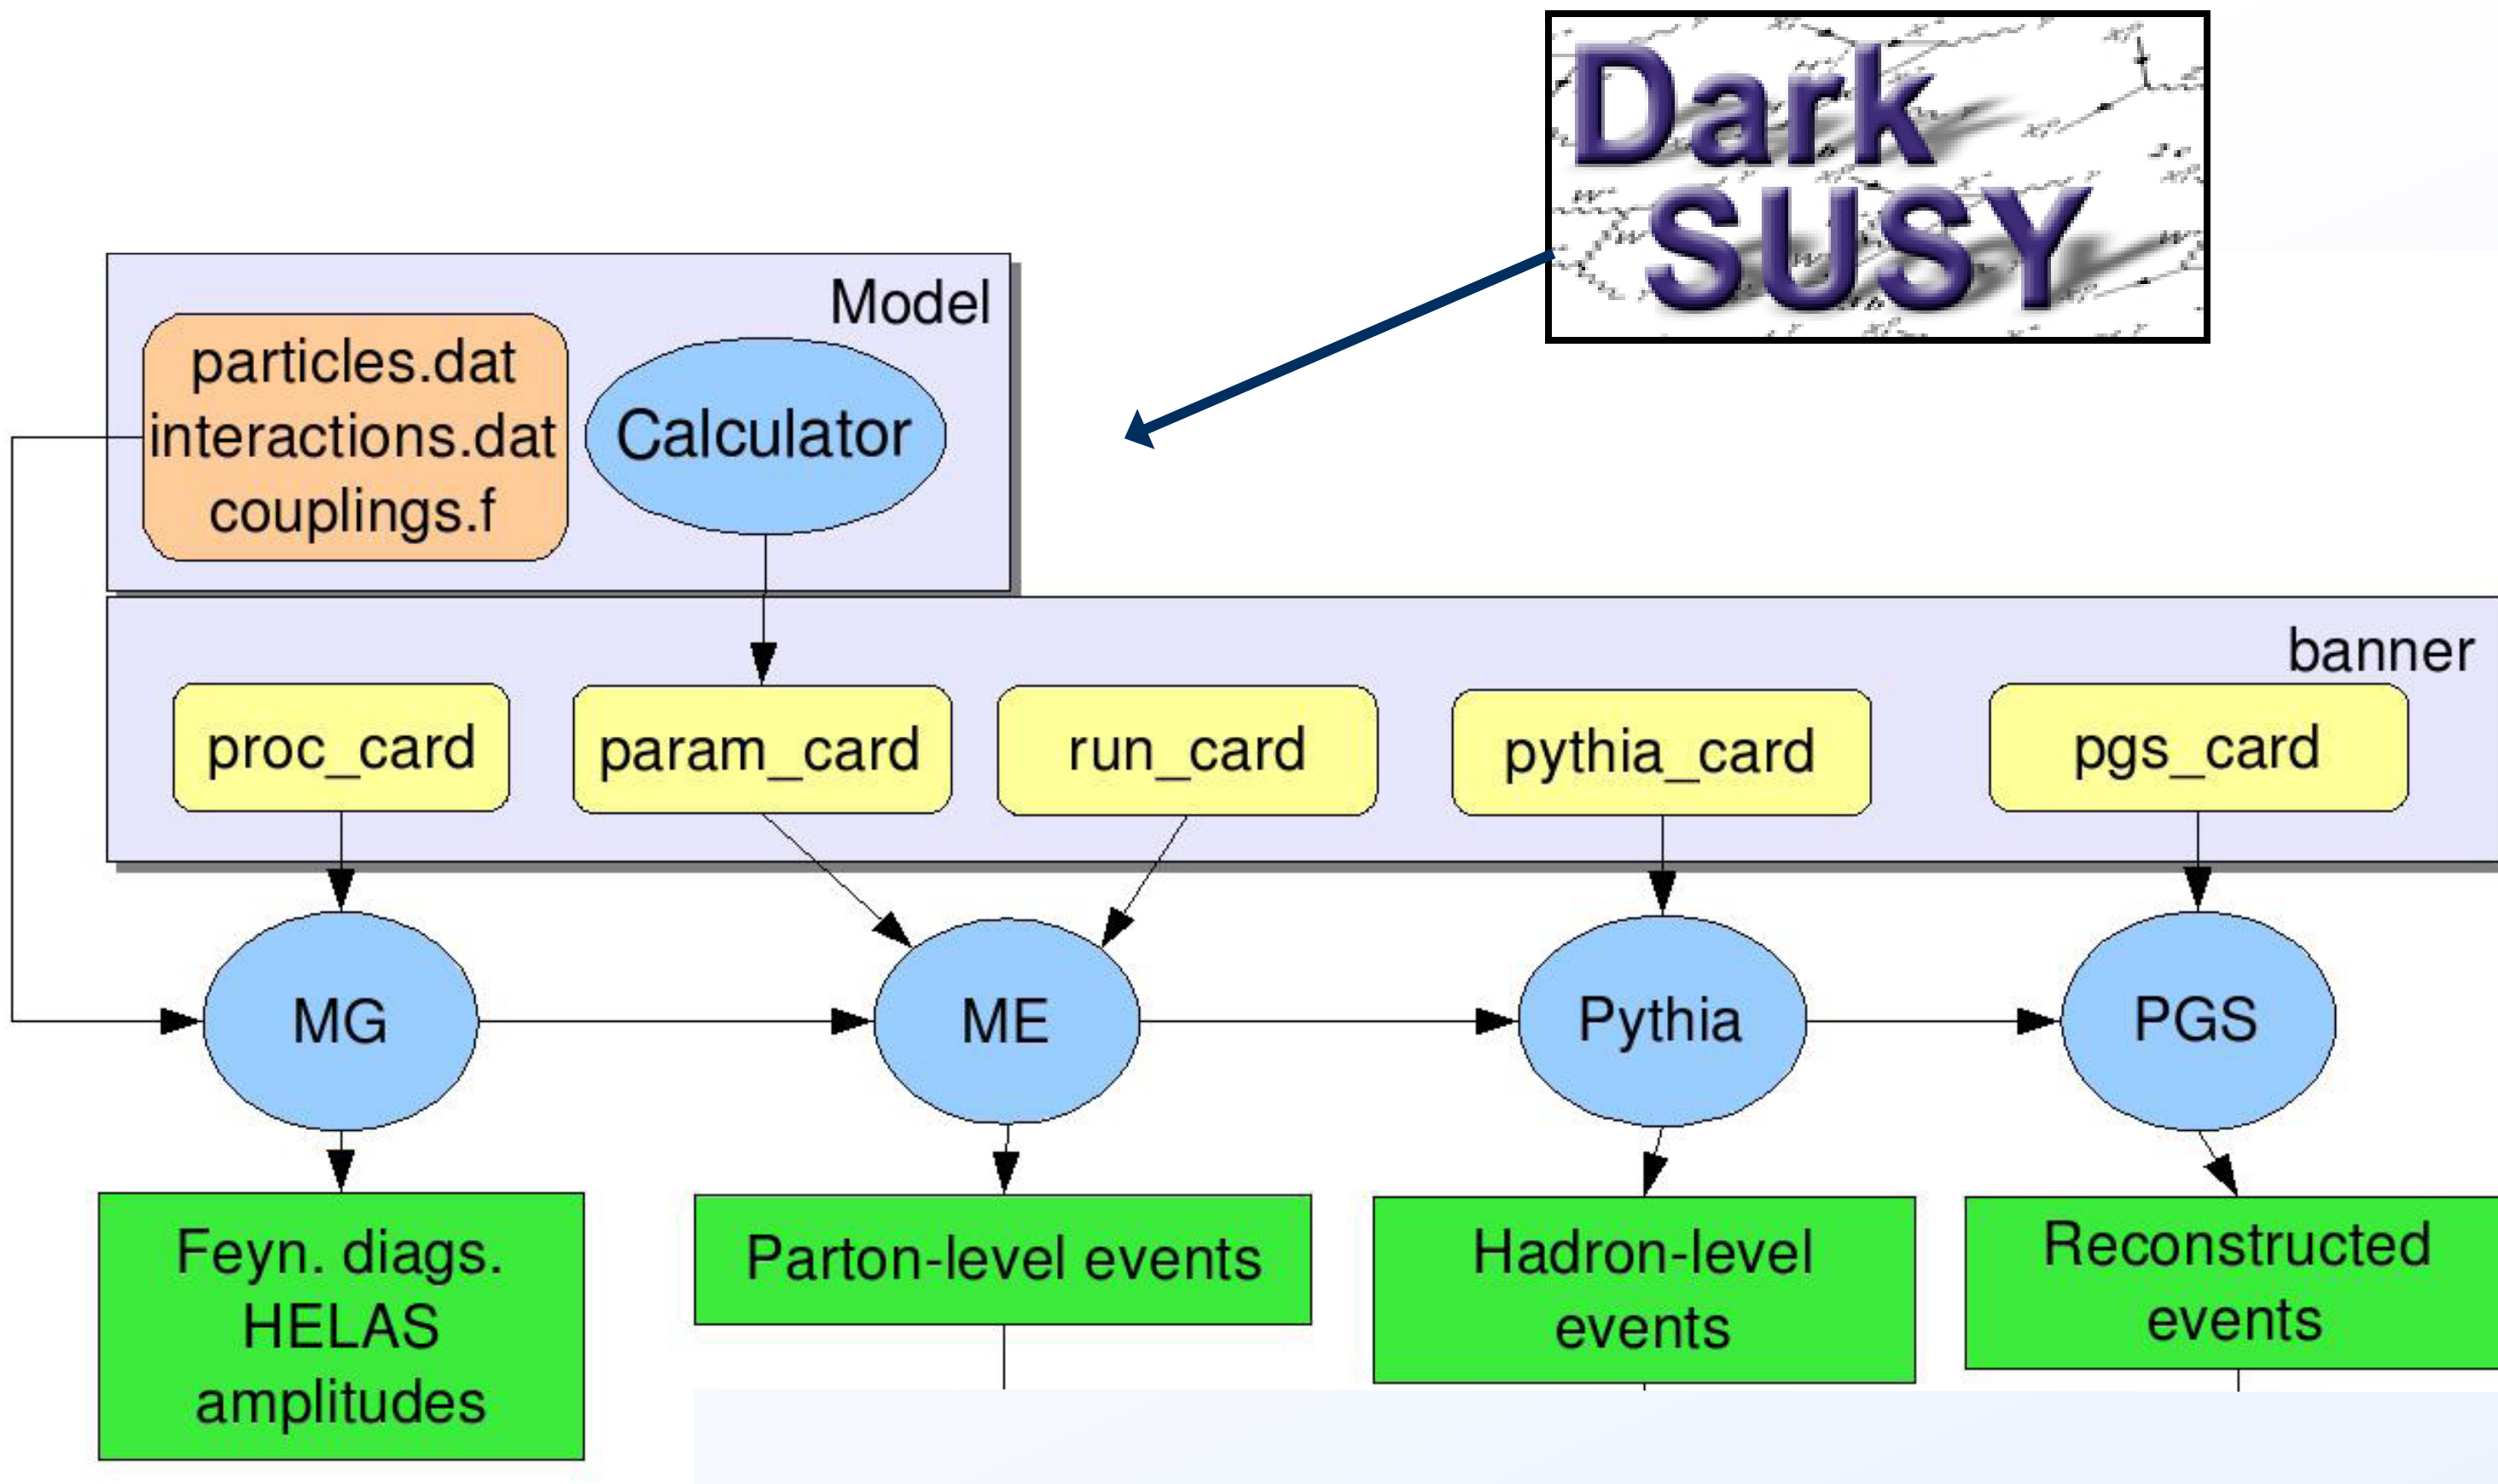 Dark
SUSY
Model
particles.dat
interactions.dat
couplings.f
Calculator
banner
proc_card
param_card
run_card
pythia_card
pgs_card
MG
ME
Pythia
PGS
Feyn. diags.
HELAS
amplitudes
Parton-level events
Hadron-level
events
Reconstructed
events